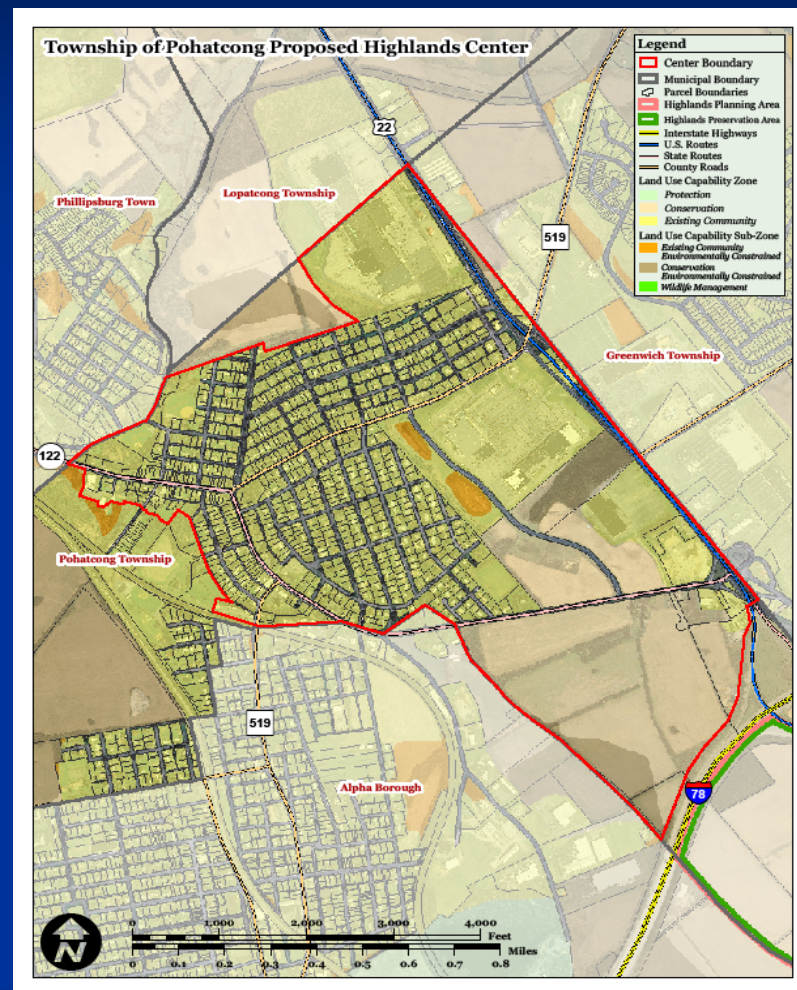 Township of Pohatcong Proposed Highlands Center
Legend
Center Boundary
Municipal Boundary
Parcel Boundaries
Highlands Planning Area
Highlands Preservation Area
Interstate Highways
U.S. Routes
State Routes
County Roads
Land Use Capability Zone
Protection
Conservation
Existing Community
Land Use Capability Sub-Zone
Existing Community
Environmentally Constrained
Conservation
Environmentally Constrained
Wildlife Management
22
Lopatcong Township
Phillipsburg Town
519
Greenwich Township
122
Pohatcong Township
519
Alpha Borough
78
N
0 1,000 2,000 3,000 4,000
Feet
Miles
0 0.1 0.2 0.3 0.4 0.5 0.6 0.7 0.8